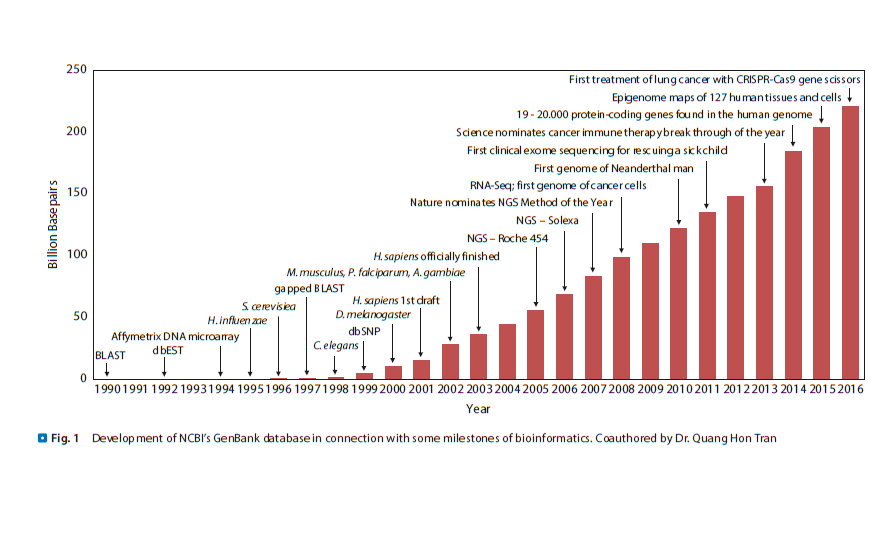 250
First treatment of lung cancer with CRISPR-Cas9 gene scissors
Epigenome maps of 127 human tissues and cells
19 - 20.000 protein-coding genes found in the human genome
200
Science nominates cancer immunetherapy break through of the year
First clinical exome sequencing for rescuing a sick child
First genome of Neanderthal man
150
RNA-Seq; first genome of cancer cells
Nature nominates NGS Method of the Year
NGS – Solexa
NGS – Roche 454
100
H. sapiens officially finished
M. musculus, P. falciparum, A. gambiae
gapped BLAST
H. sapiens 1st draft
S. cerevisiea
D. melanogaster
50
H. influenzae
dbSNP
Affymetrix DNA microarray
C. elegans
dbEST
BLAST
0
Billion Basepairs
1990 1991 1992 1993 1994 1995 1996 1997 1998 1999 2000 2001 2002 2003 2004 2005 2006 2007 2008 2009 2010 2011 2012 2013 2014 2015 2016
Year
Fig. 1 Development of NCBI's GenBank database in connection with some milestones of bioinformatics. Coauthored by Dr. Quang Hon Tran